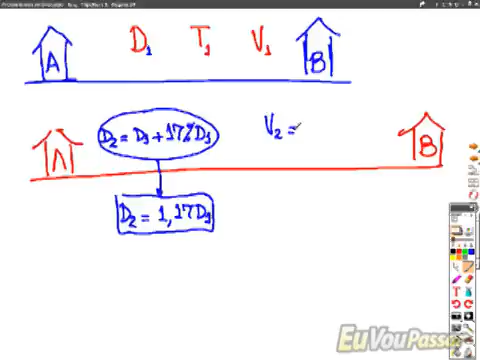 A D₁ T₁ V₁ B
D₂ = D₁ + 17% D₁ V₂ =
A B
D₂ = 1,17D₁
T
EuVouPassar